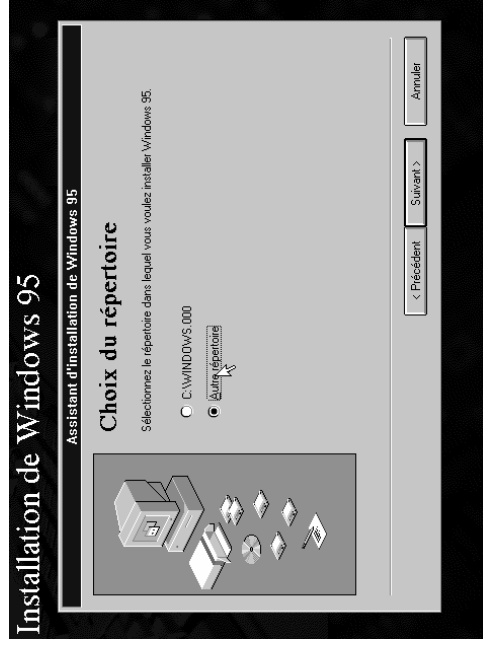 Installation de Windows 95
Assistant d'installation de Windows 95
Choix du répertoire
Sélectionnez le répertoire dans lequel vous voulez installer Windows 95.
C:\WINDOWS.000
Autre répertoire
< Précédent
Suivant >
Annuler